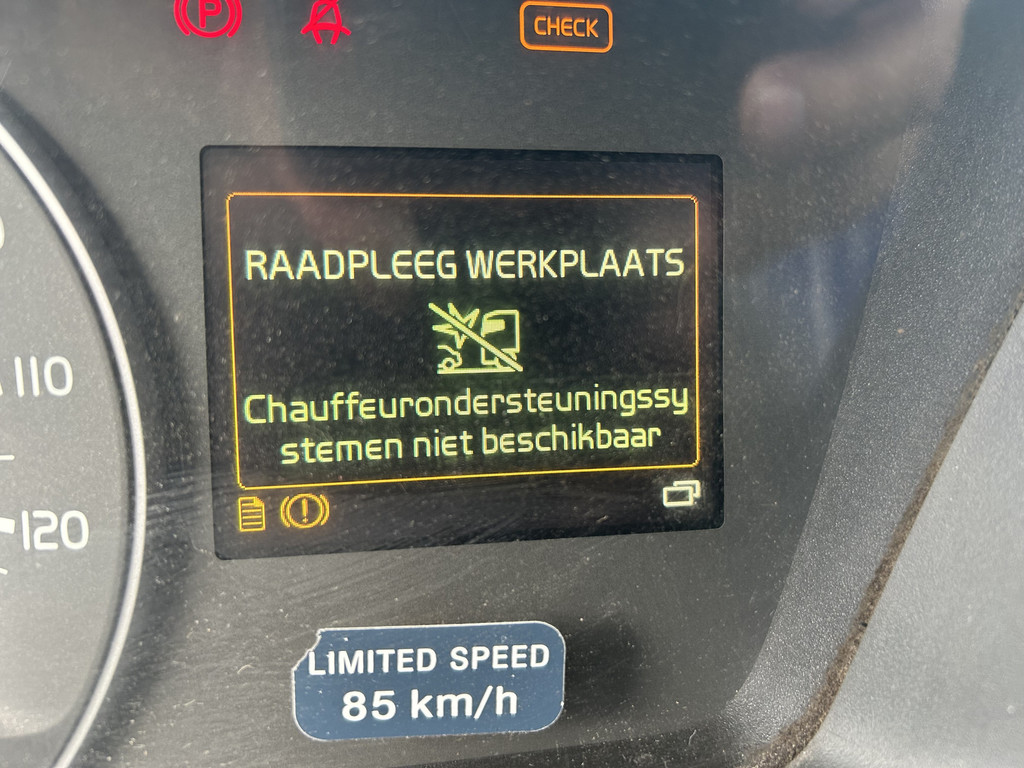 P
CHECK
RAADPLEEG WERKPLAATS
Chauffeurondersteuningssy
stemen niet beschikbaar
110
120
LIMITED SPEED
85 km/h